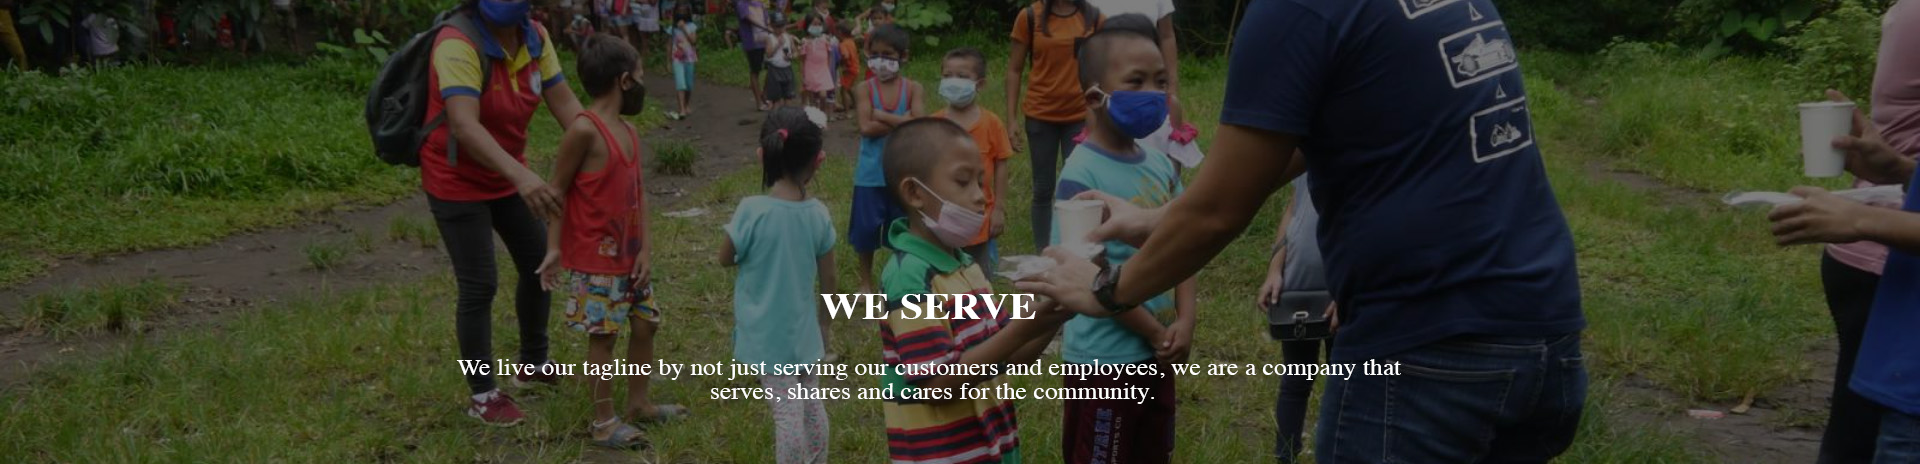 WE SERVE
We live our tagline by not just serving our customers and employees, we are a company that
serves, shares and cares for the community.